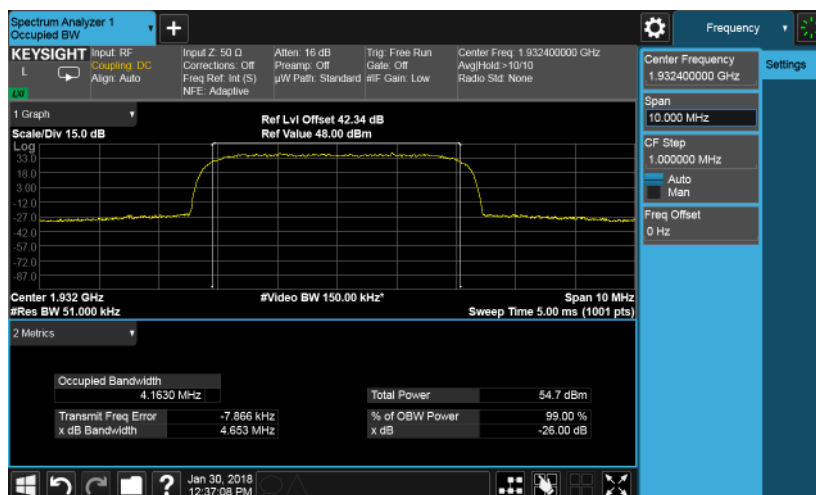 Spectrum Analyzer 1
Occupied BW
+
Frequency
KEYSIGHT
L
LXI
Input: RF
Coupling: DC
Align: Auto
Input Z: 50 Ω
Corrections: Off
Freq Ref: Int (S)
NFE: Adaptive
Atten: 16 dB
Preamp: Off
µW Path: Standard
Trig: Free Run
Gate: Off
#IF Gain: Low
Center Freq: 1.932400000 GHz
Avg|Hold:>10/10
Radio Std: None
Center Frequency
1.932400000 GHz
Settings
Span
10.000 MHz
CF Step
1.000000 MHz
Auto
Man
Freq Offset
0 Hz
1 Graph
Scale/Div 15.0 dB
Ref Lvl Offset 42.34 dB
Ref Value 48.00 dBm
Log
33.0
18.0
3.00
-12.0
-27.0
-42.0
-57.0
-72.0
-87.0
Center 1.932 GHz
#Res BW 51.000 kHz
#Video BW 150.00 kHz*
Span 10 MHz
Sweep Time 5.00 ms (1001 pts)
2 Metrics
Occupied Bandwidth
4.1630 MHz
Total Power 54.7 dBm
Transmit Freq Error -7.866 kHz
% of OBW Power 99.00 %
x dB Bandwidth 4.653 MHz
x dB -26.00 dB
?
Jan 30, 2018
12:37:08 PM